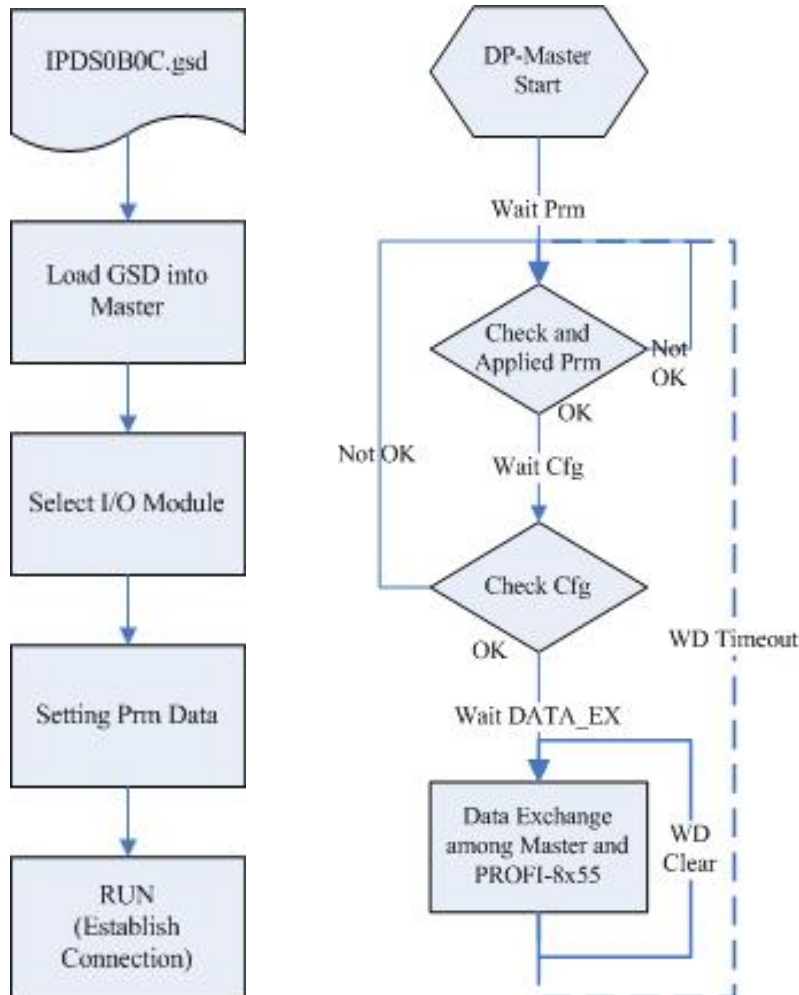 IPDS0B0C.gsd
Load GSD into
Master
Select I/O Module
Setting Prm Data
RUN
(Establish
Connection)
DP-Master
Start
Wait Prm
Check and
Applied Prm
Not
OK
OK
Not OK
Wait Cfg
Check Cfg
OK
WD Timeout
Wait DATA_EX
Data Exchange
among Master and
PROFI-8x55
WD
Clear